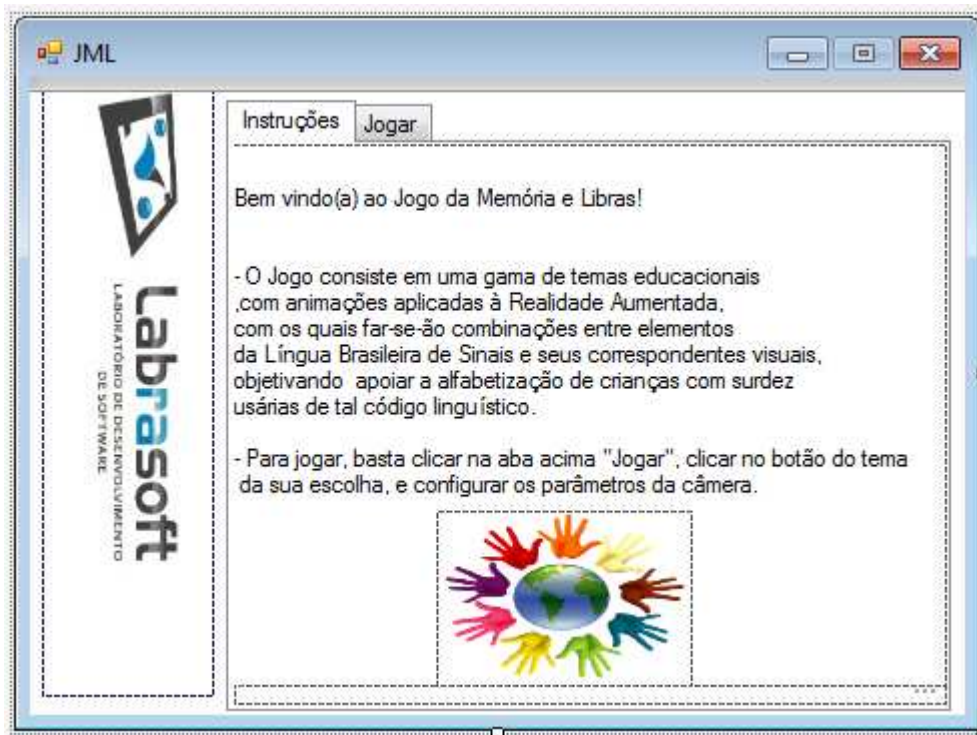 JML
Instruções
Jogar
Bem vindo(a) ao Jogo da Memória e Libras!
- O Jogo consiste em uma gama de temas educacionais
,com animações aplicadas à Realidade Aumentada,
com os quais far-se-ão combinações entre elementos
da Língua Brasileira de Sinais e seus correspondentes visuais,
objetivando  apoiar a alfabetização de crianças com surdez
usárias de tal código linguístico.
- Para jogar, basta clicar na aba acima "Jogar", clicar no botão do tema
da sua escolha, e configurar os parâmetros da câmera.
Labrasoft
LABORATÓRIO DE DESENVOLVIMENTO
DE SOFTWARE